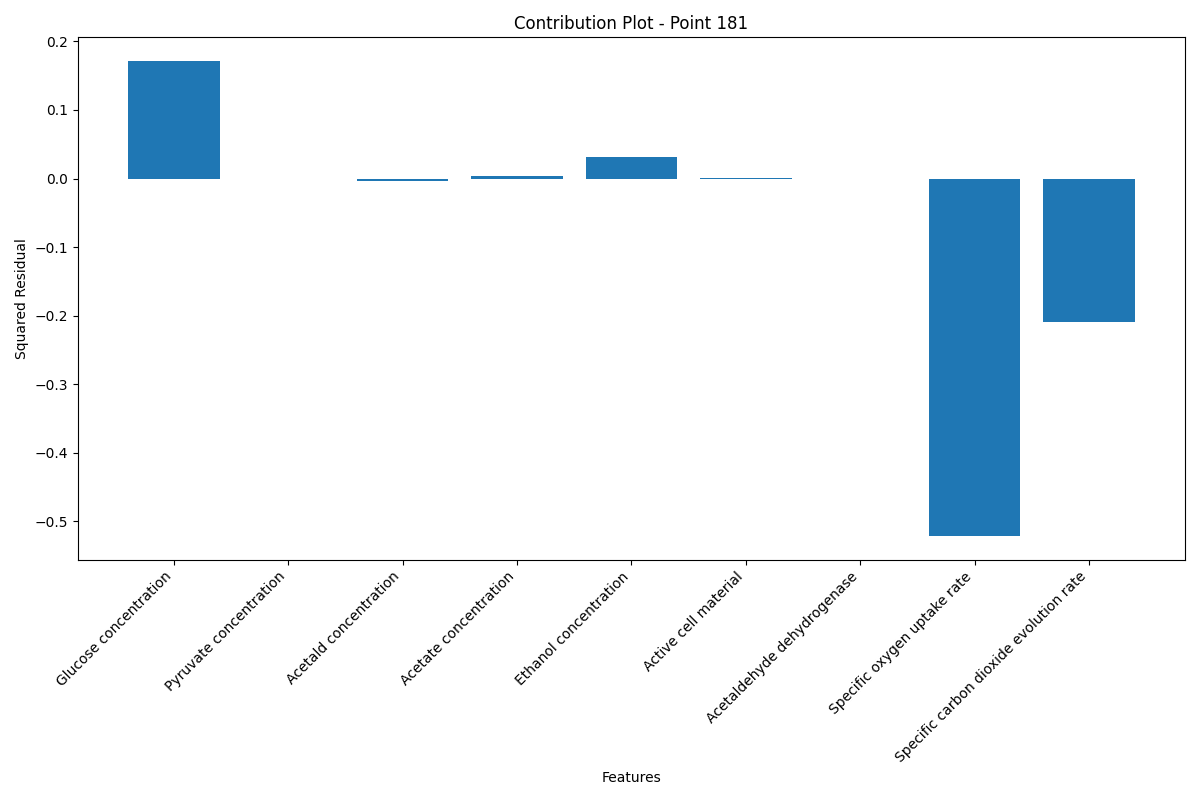 Contribution Plot - Point 181
Squared Residual
0.2
0.1
0.0
−0.1
−0.2
−0.3
−0.4
−0.5
Glucose concentration
Pyruvate concentration
Acetald concentration
Acetate concentration
Ethanol concentration
Active cell material
Acetaldehyde dehydrogenase
Specific oxygen uptake rate
Specific carbon dioxide evolution rate
Features